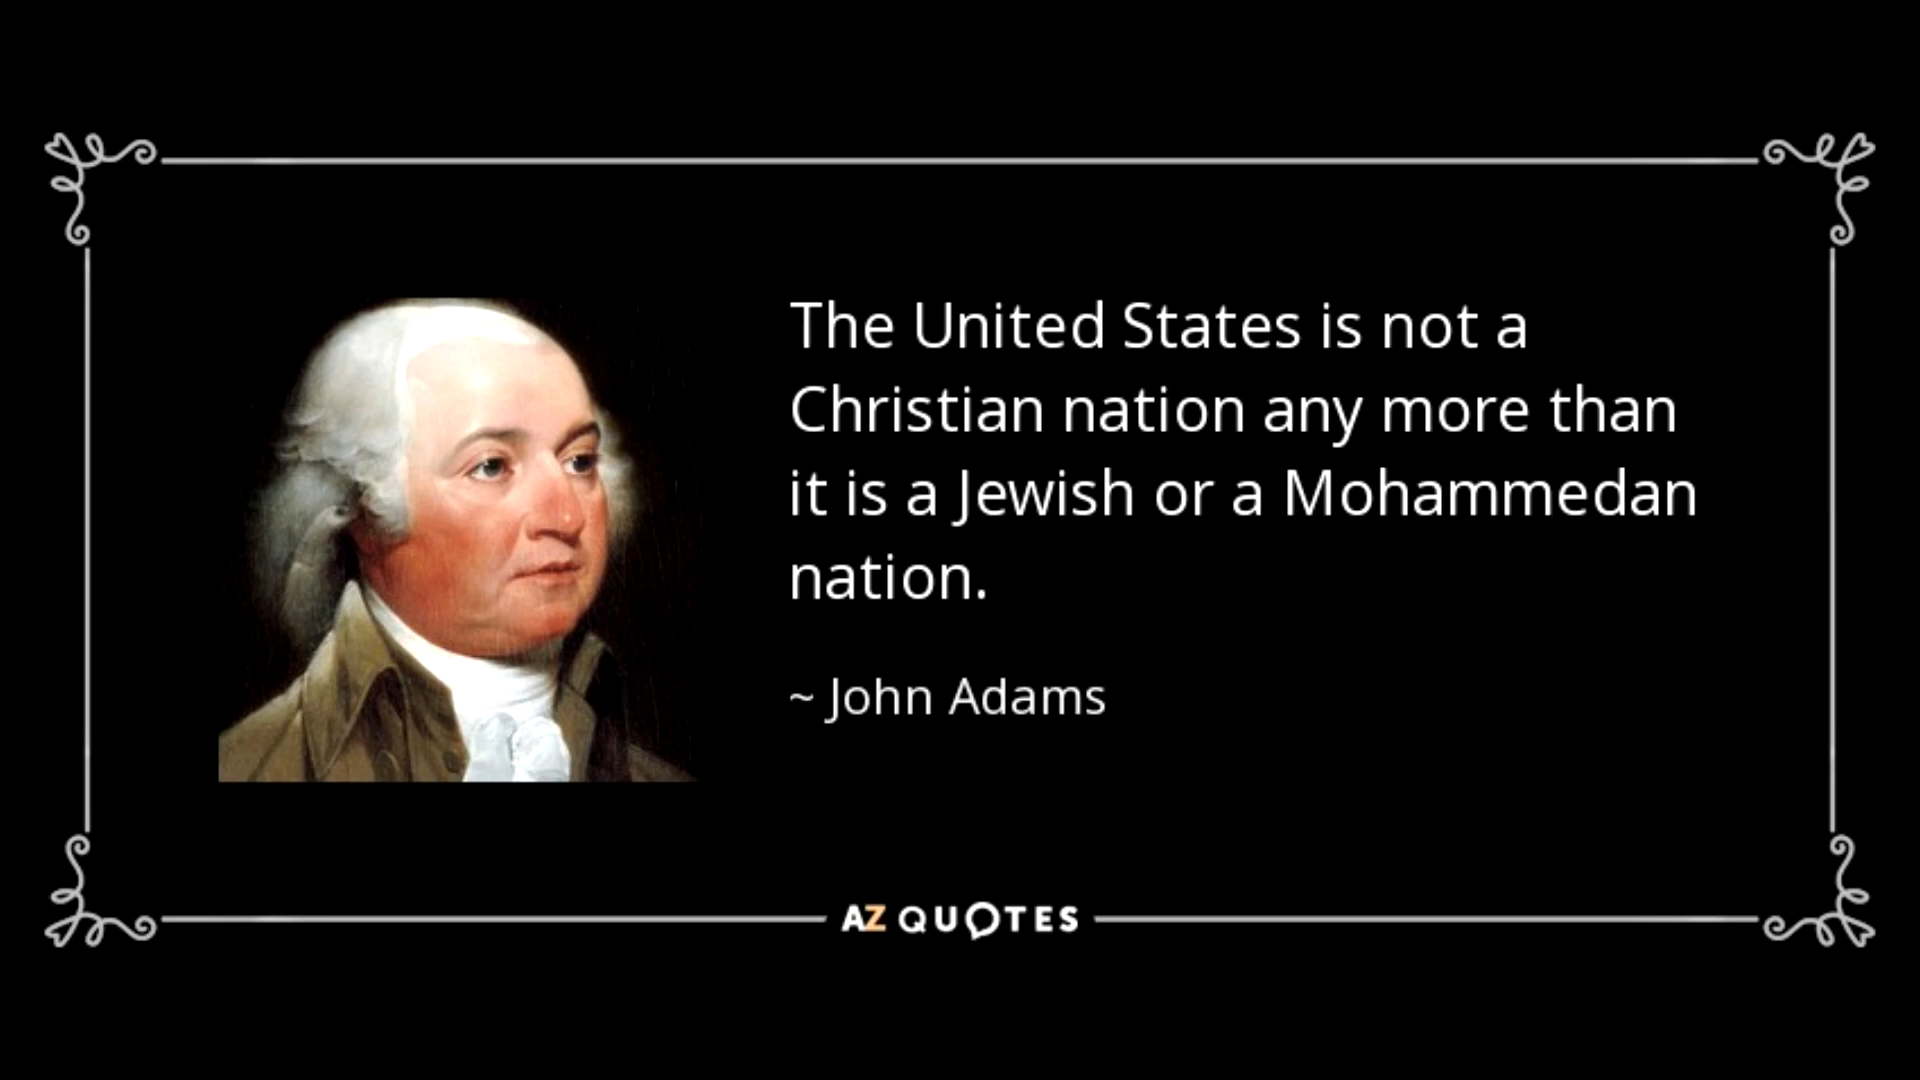 The United States is not a
Christian nation any more than
it is a Jewish or a Mohammedan
nation.
~ John Adams
AZ QUOTES